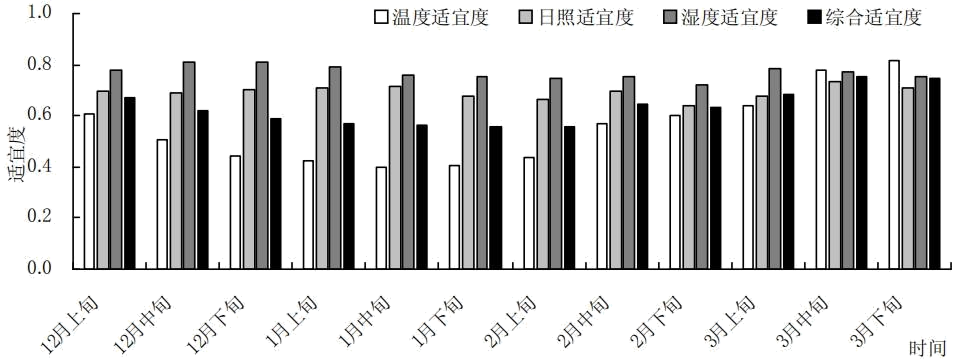 1.0
温度适宜度 日照适宜度 湿度适宜度 综合适宜度
0.8
0.6
0.4
0.2
0.0
适宜度
12月上旬 12月中旬 12月下旬 1月上旬 1月中旬 1月下旬 2月上旬 2月中旬 2月下旬 3月上旬 3月中旬 3月下旬
时间